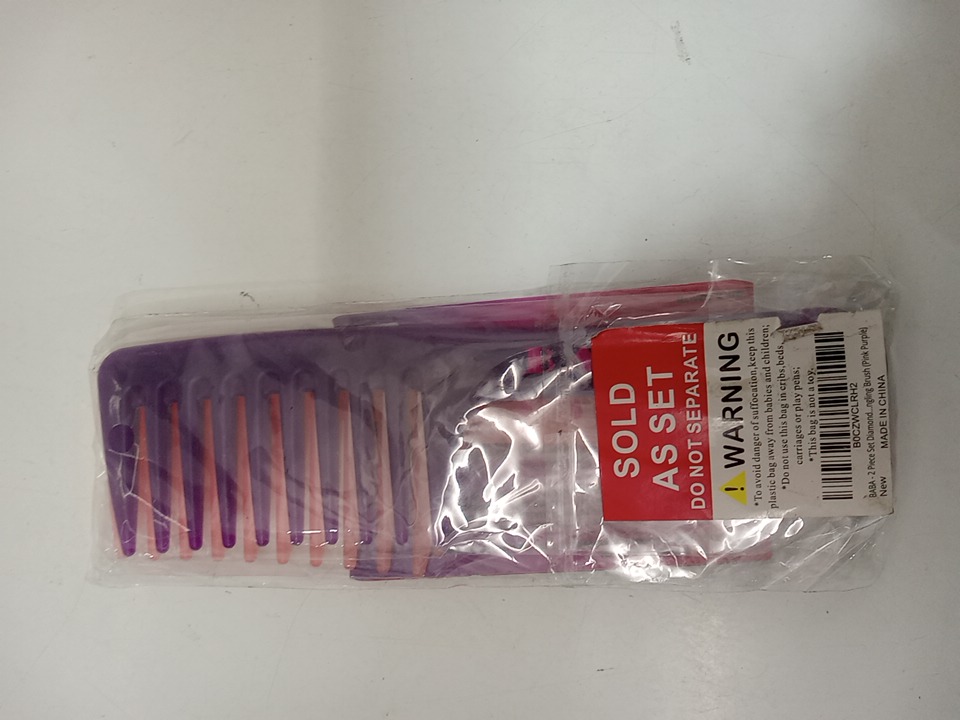 SOLD
AS SET
DO NOT SEPARATE
WARNING
*To avoid danger of suffocation,keep this
plastic bag away from babies and children;
*Do not use this bag in cribs,beds,
carriages or play pens;
*This bag is not a toy.
B0CZWCLRH2
BABA - 2 Piece Set Diamond...ngling Brush (Pink Purple)
New
MADE IN CHINA